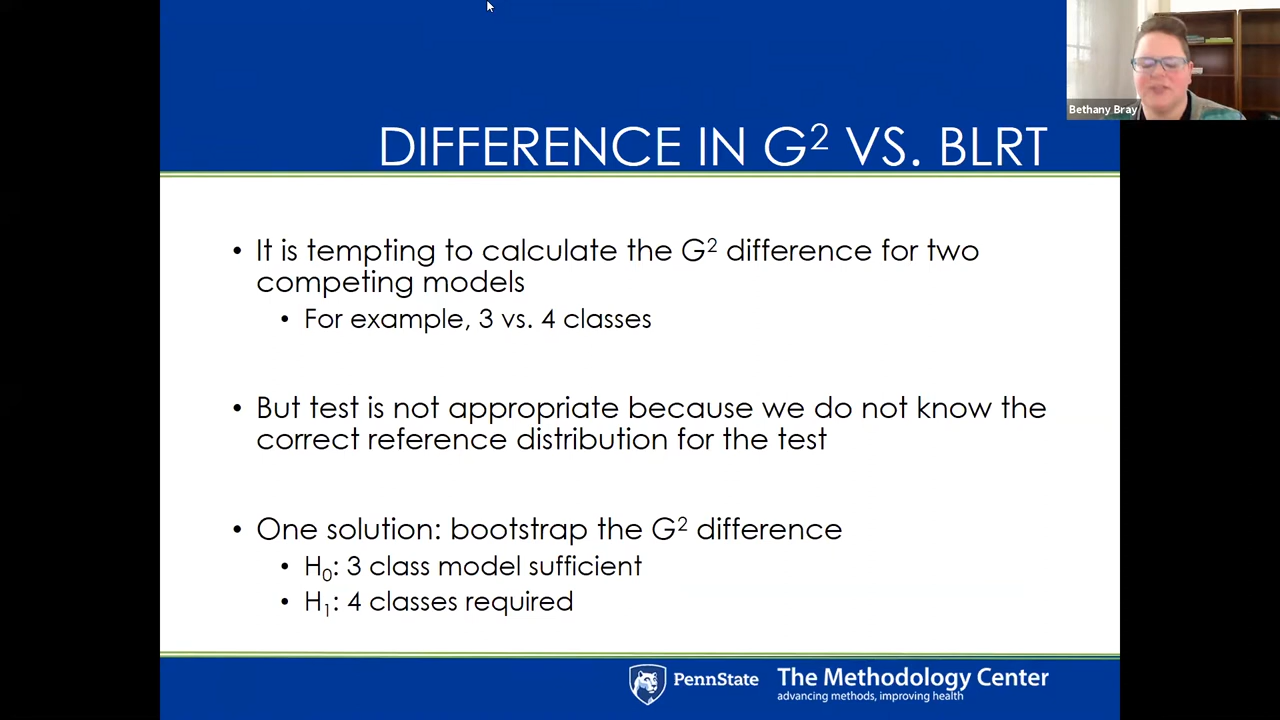 Bethany Bray
DIFFERENCE IN G² VS. BLRT
• It is tempting to calculate the G² difference for two
competing models
• For example, 3 vs. 4 classes
• But test is not appropriate because we do not know the
correct reference distribution for the test
• One solution: bootstrap the G² difference
• H₀: 3 class model sufficient
• H₁: 4 classes required
PennState
The Methodology Center
advancing methods, improving health